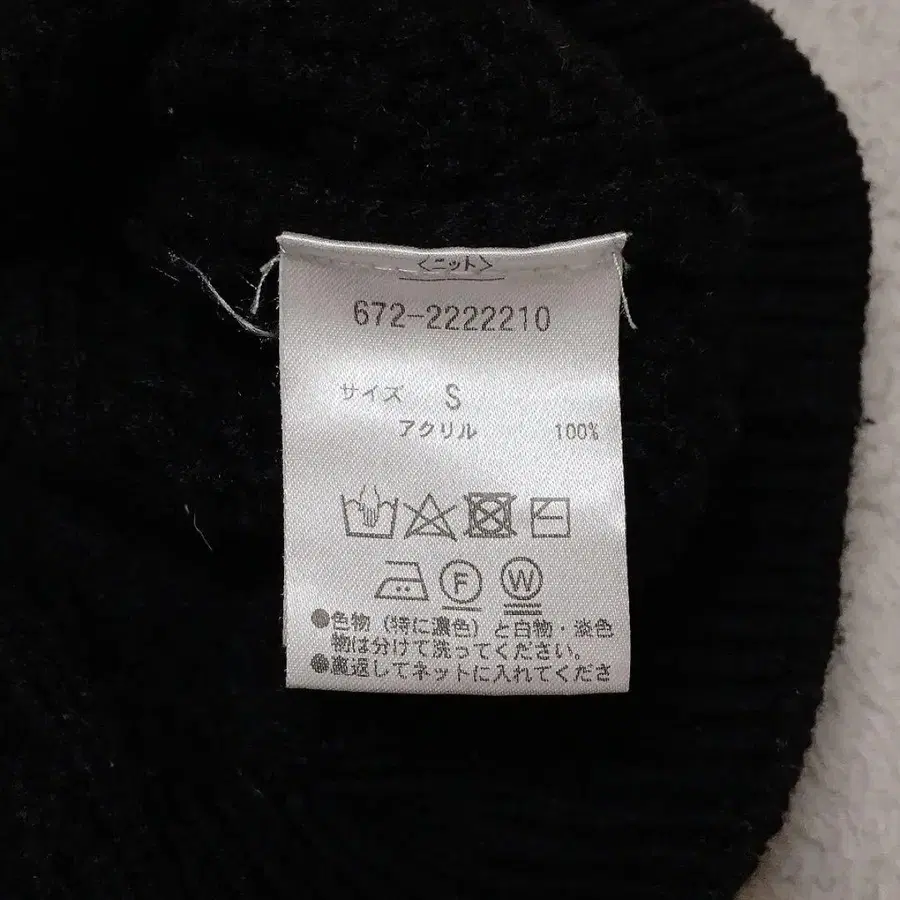 <ニット>
672-2222210
サイズ S
アクリル 100%
F W
●色物（特に濃色）と白物・淡色
物は分けて洗ってください。
●裏返してネットに入れてくださ